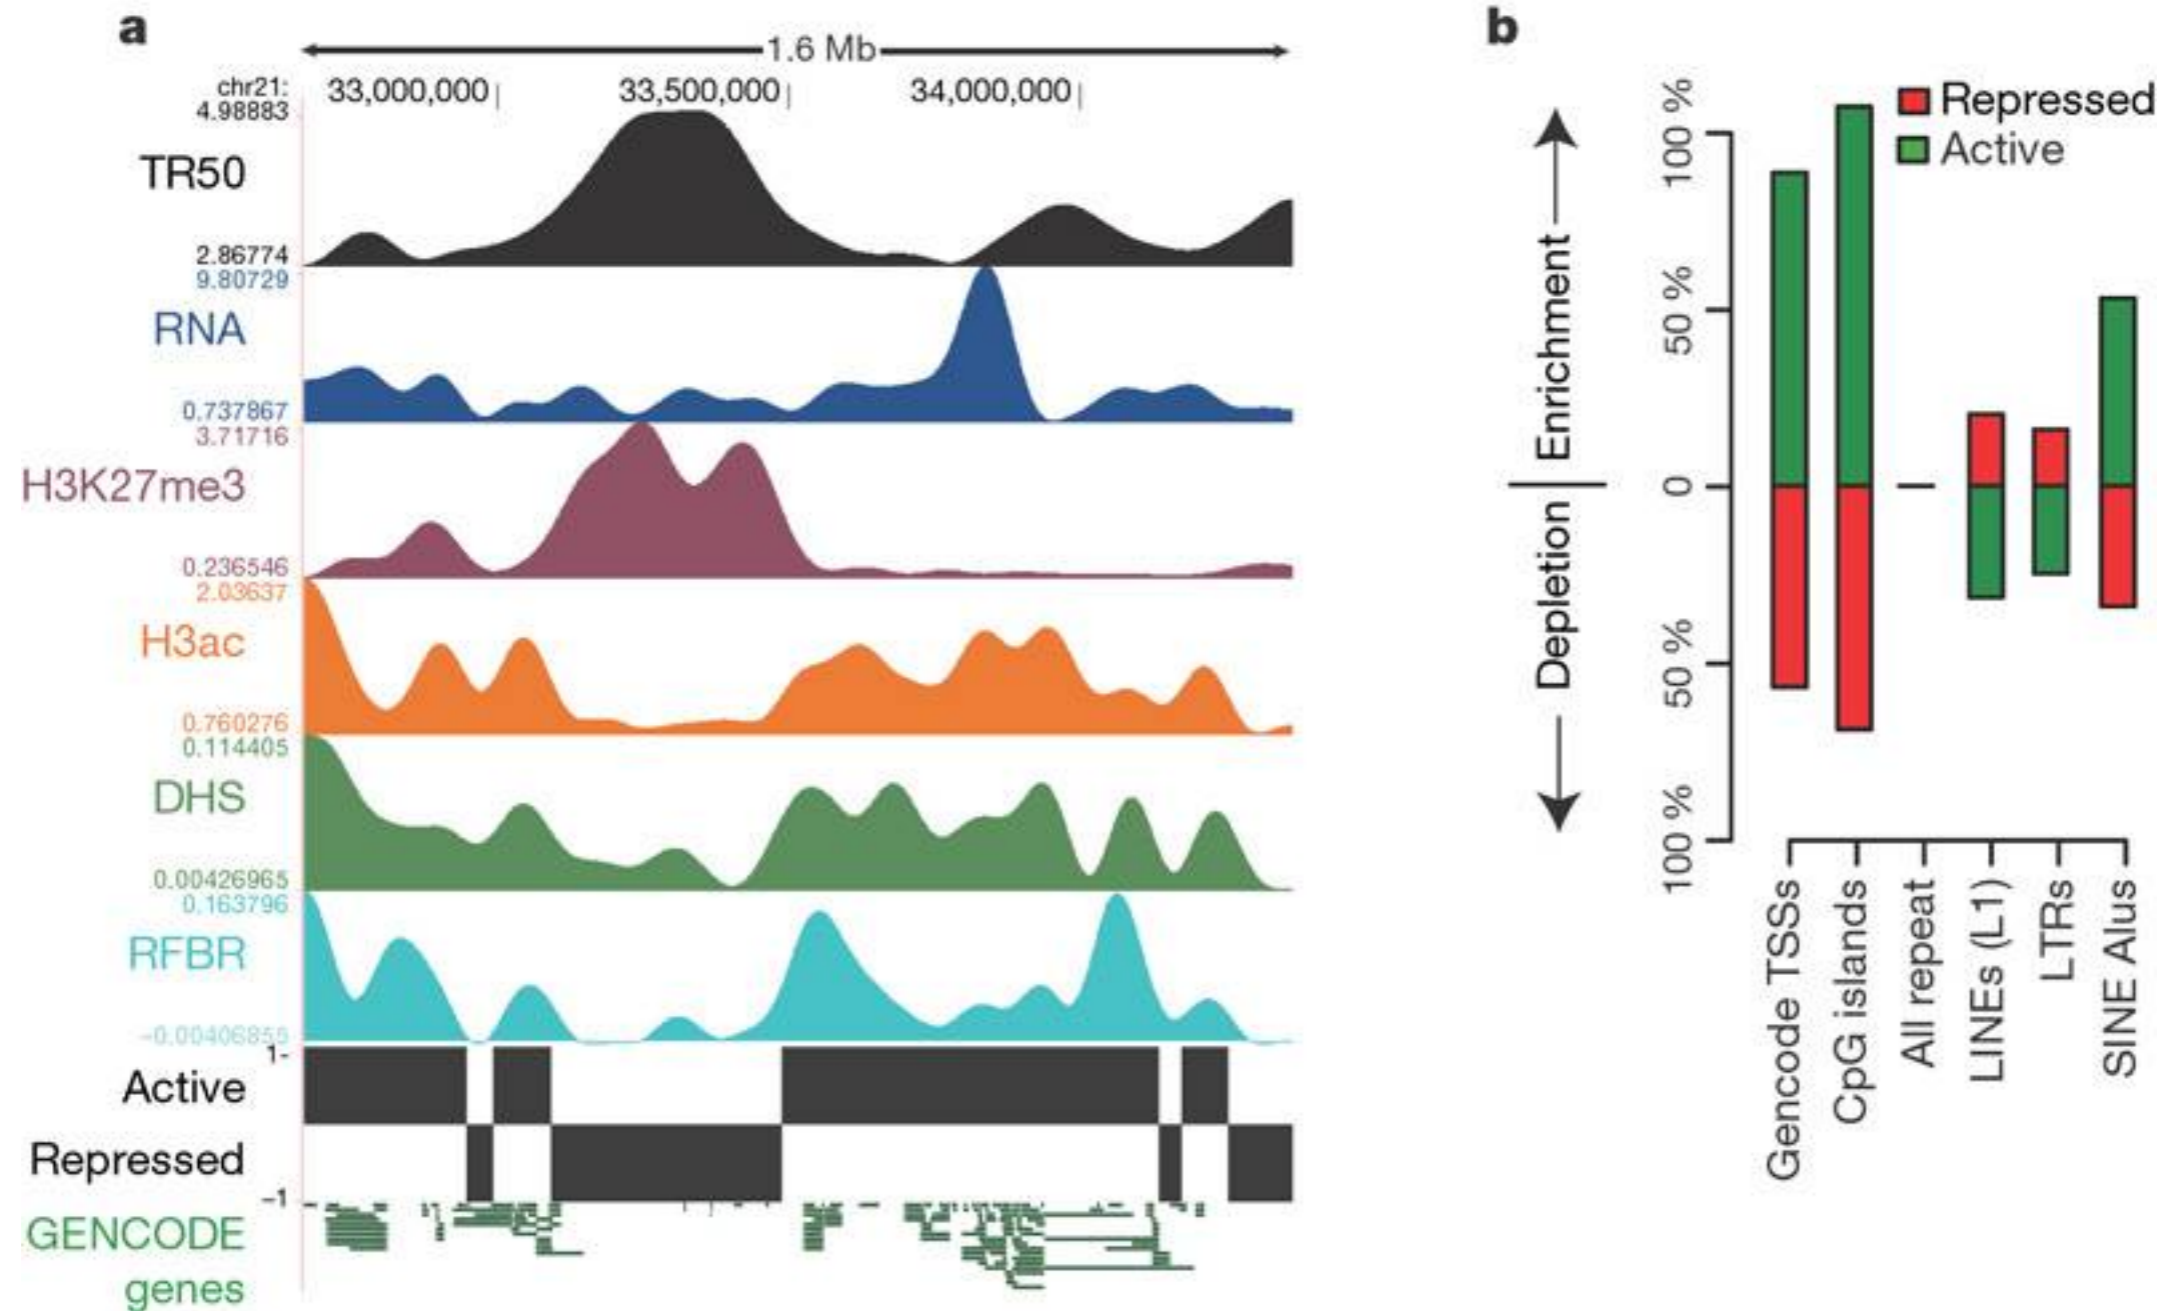 a
1.6 Mb
chr21:
33,000,000|
33,500,000|
34,000,000|
4.98883
TR50
2.86774
9.80729
RNA
0.737867
3.71716
H3K27me3
0.236546
2.03637
H3ac
0.760276
0.114405
DHS
0.00426965
0.163796
RFBR
-0.00406855
1-
Active
Repressed
-1
GENCODE
genes
b
Repressed
Active
Enrichment
Depletion
100 %
50 %
0
50 %
100 %
Gencode TSSs
CpG islands
All repeat
LINEs (L1)
LTRs
SINE Alus